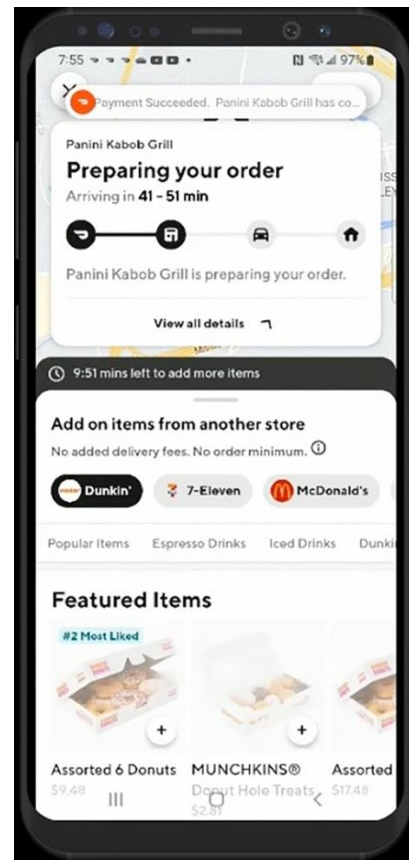 7:55
97%
Payment Succeeded. Panini Kabob Grill has co...
Panini Kabob Grill
Preparing your order
Arriving in 41 - 51 min
Panini Kabob Grill is preparing your order.
View all details
9:51 mins left to add more items
Add on items from another store
No added delivery fees. No order minimum.
Dunkin' 7-Eleven McDonald's
Popular Items Espresso Drinks Iced Drinks Dunki
Featured Items
#2 Most Liked
Assorted 6 Donuts MUNCHKINS® Assorted
$9.48 Donut Hole Treats $17.48
$2.81